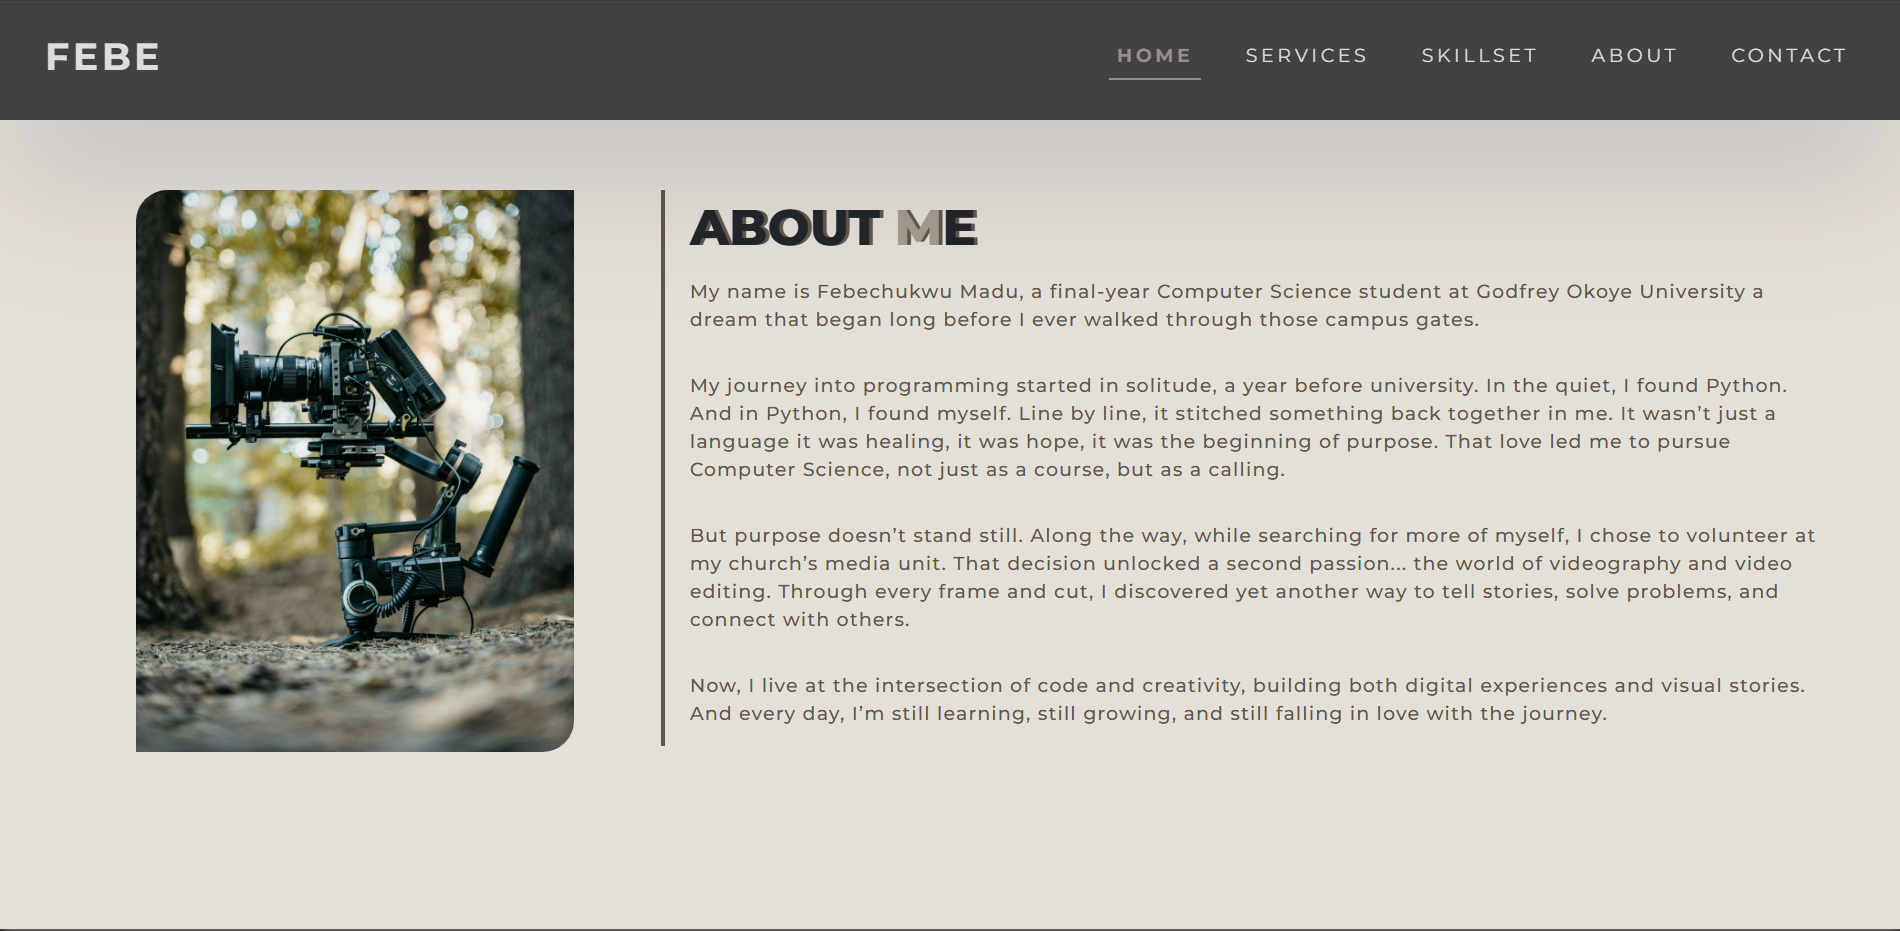 FEBE
HOME SERVICES SKILLSET ABOUT CONTACT
ABOUT ME
My name is Febechukwu Madu, a final-year Computer Science student at Godfrey Okoye University a
dream that began long before I ever walked through those campus gates.
My journey into programming started in solitude, a year before university. In the quiet, I found Python.
And in Python, I found myself. Line by line, it stitched something back together in me. It wasn’t just a
language it was healing, it was hope, it was the beginning of purpose. That love led me to pursue
Computer Science, not just as a course, but as a calling.
But purpose doesn’t stand still. Along the way, while searching for more of myself, I chose to volunteer at
my church’s media unit. That decision unlocked a second passion... the world of videography and video
editing. Through every frame and cut, I discovered yet another way to tell stories, solve problems, and
connect with others.
Now, I live at the intersection of code and creativity, building both digital experiences and visual stories.
And every day, I’m still learning, still growing, and still falling in love with the journey.